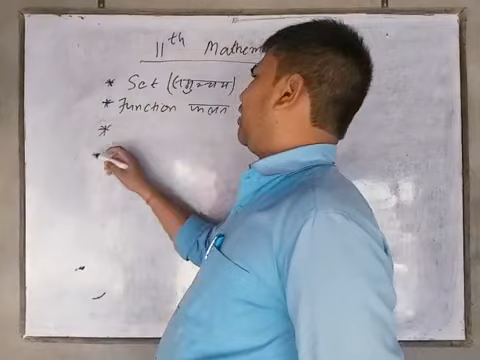 11th Mathem
* Set (समुच्चय)
* Function फलन
*